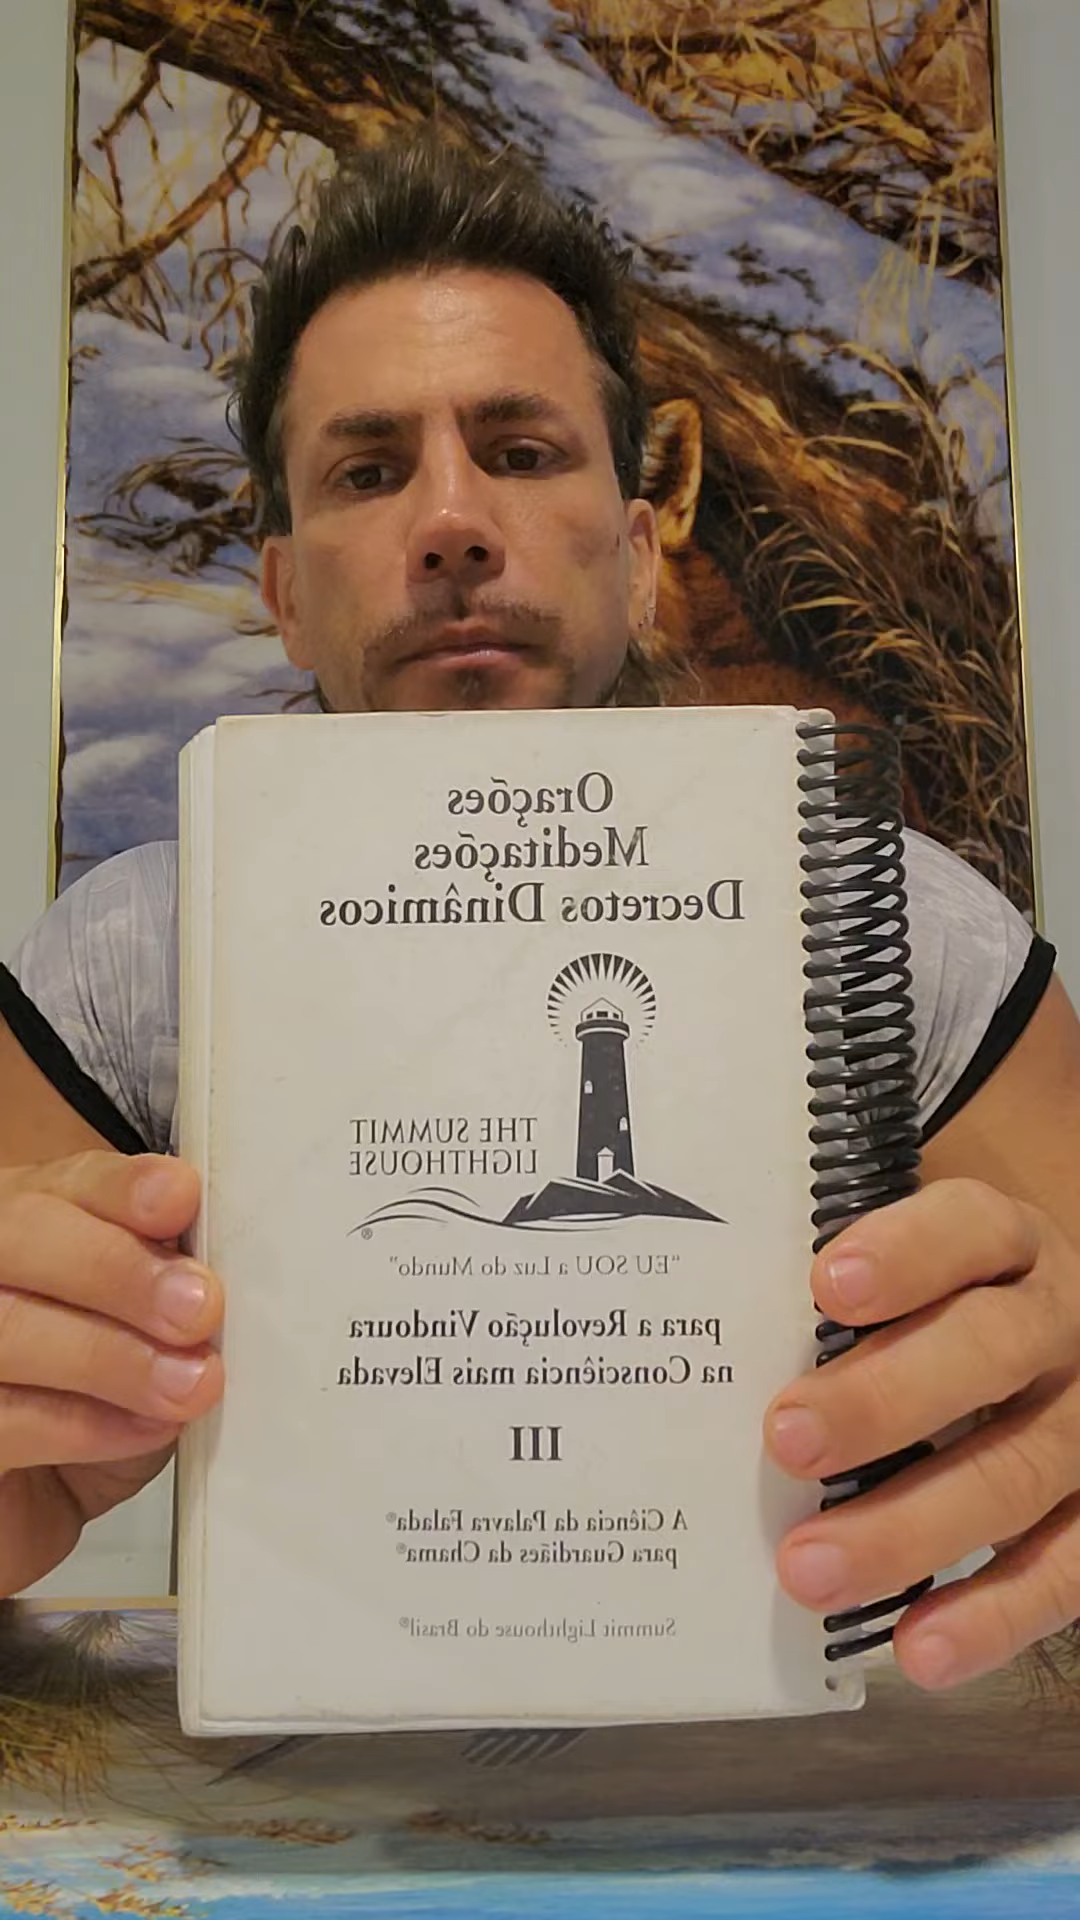 Orações
Meditações
Decretos Dinâmicos
THE SUMMIT
LIGHTHOUSE
®
"EU SOU a Luz do Mundo"
para a Revolução Vindoura
na Consciência mais Elevada
III
A Ciência da Palavra Falada®
para Guardiães da Chama®
Summit Lighthouse do Brasil®